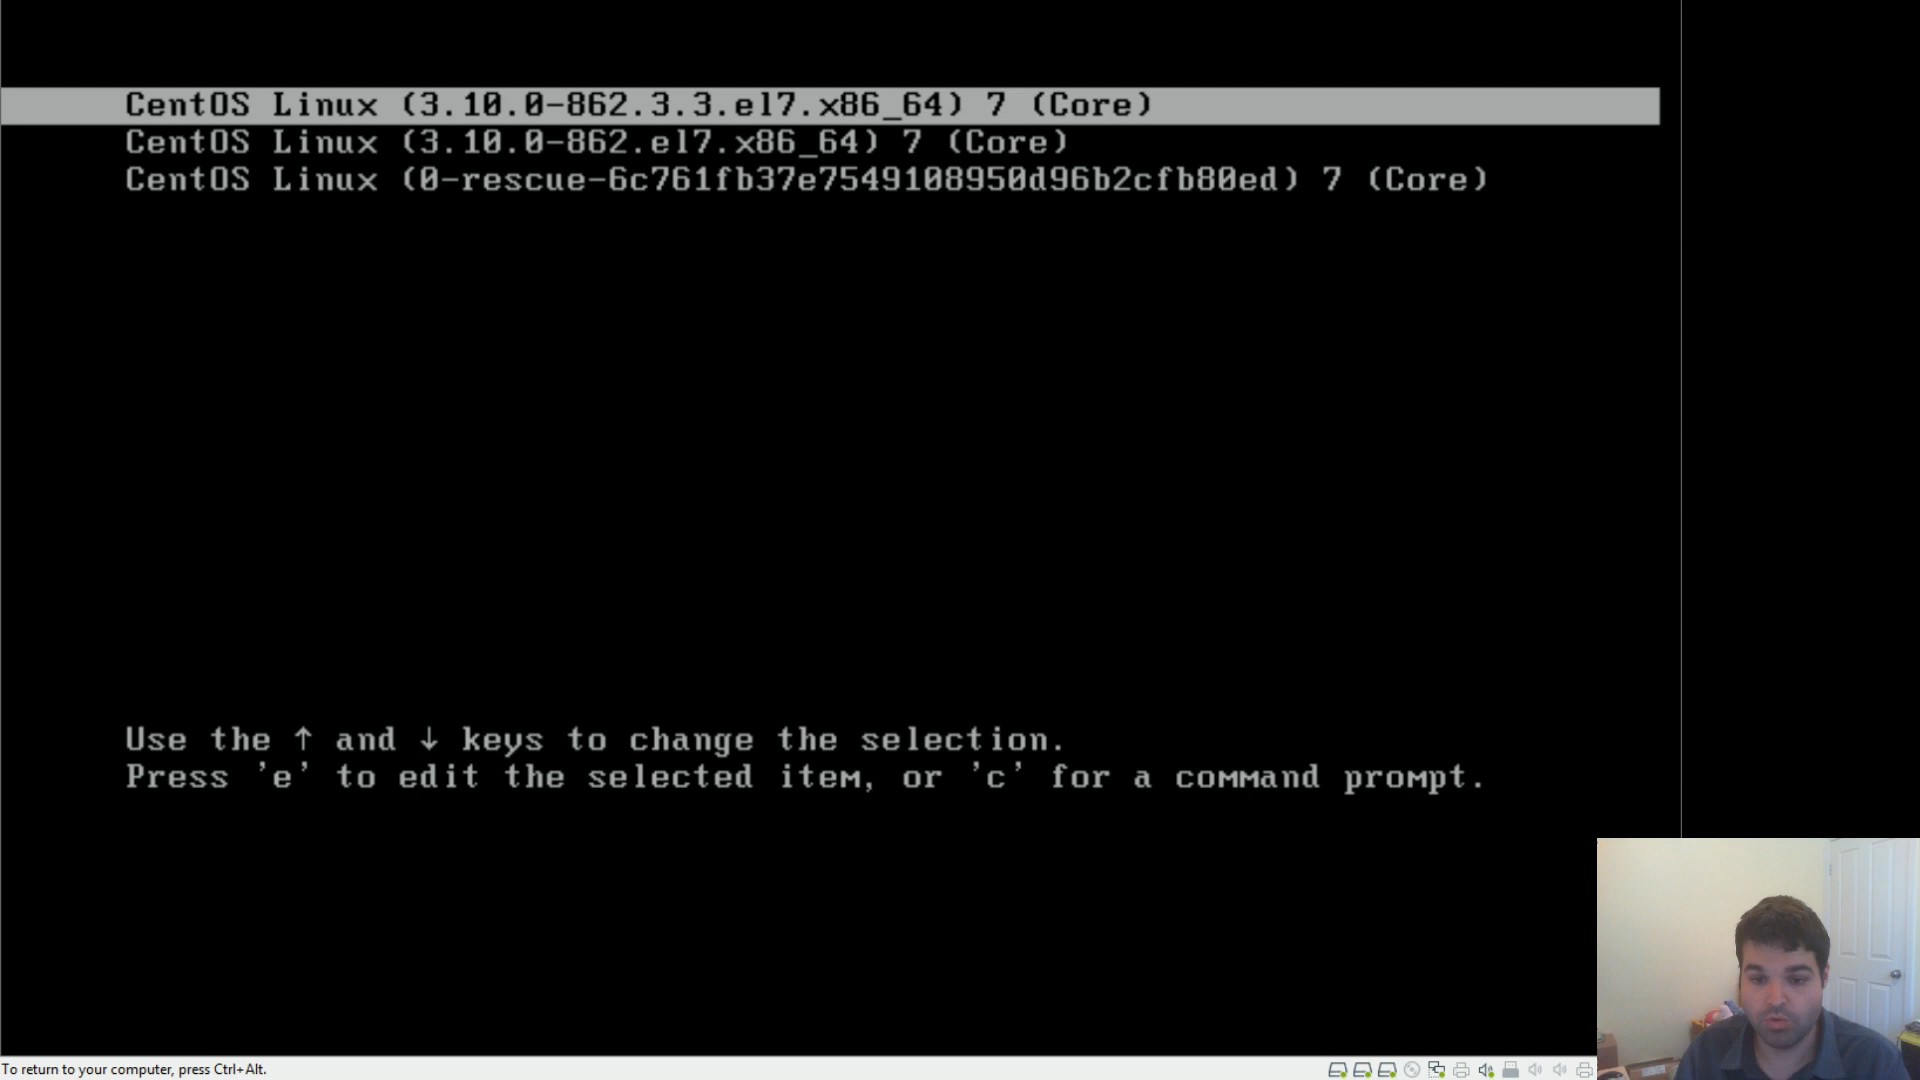 CentOS Linux (3.10.0-862.3.3.el7.x86_64) 7 (Core)
CentOS Linux (3.10.0-862.el7.x86_64) 7 (Core)
CentOS Linux (0-rescue-6c761fb37e7549108950d96b2cfb80ed) 7 (Core)
Use the ↑ and ↓ keys to change the selection.
Press 'e' to edit the selected item, or 'c' for a command prompt.
To return to your computer, press Ctrl+Alt.